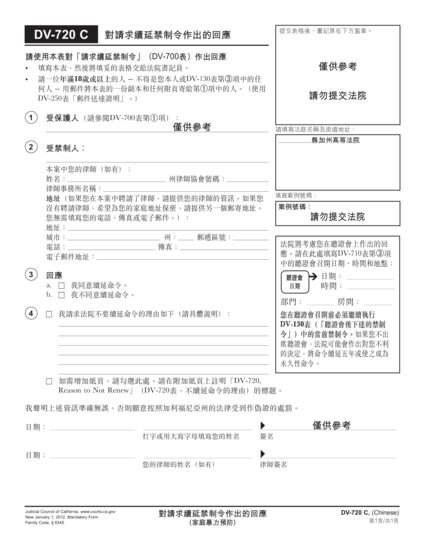 DV-720 C 對請求續延禁制令作出的回應
提交表格後，書記員在下方蓋章。
僅供參考
請勿提交法院
請使用本表對「請求續延禁制令」（DV-700表）作出回應
• 填寫本表，然後將填妥的表格交給法院書記員。
• 請一位年滿18歲或以上的人 -- 不得是您本人或DV-130表第③項中的任
何人 -- 用郵件將本表的一份副本和任何附頁寄給第①項中的人。（使用
DV-250表「郵件送達證明」。）
1 受保護人（請參閱DV-700表第①項）：
僅供參考
請填寫法庭名稱及街道地址：
縣加州高等法院
2 受禁制人：
本案中您的律師（如有）：
姓名： 州律師協會號碼：
律師事務所名稱：
地址（如果您在本案中聘請了律師，請提供您的律師的資訊。如果您
沒有聘請律師，希望為您的家庭地址保密，請提供另一個郵寄地址。
您無需填寫您的電話、傳真或電子郵件。）：
地址：
城市： 州： 郵遞區號：
電話： 傳真：
電子郵件地址：
請填寫案例號碼：
案例號碼：
請勿提交法院
法院將考慮您在聽證會上作出的回
應。請在此處填寫DV-710表第③項
中的聽證會召開日期、時間和地點：
聽證會
日期
日期：
時間：
部門： 房間：
您在聽證會召開前必須繼續執行
DV-130表（「聽證會後下達的禁制
令」）中的當前禁制令。如果您不出
席聽證會，法院可能會作出對您不利
的決定，將命令續延五年或使之成為
永久性命令。
3 回應
a. □ 我同意續延命令。
b. □ 我不同意續延命令。
4 □ 我請求法院不要續延命令的理由如下（請具體說明）：
□ 如需增加紙頁，請勾選此處。請在附加紙頁上註明「DV-720,
Reason to Not Renew」（DV-720表，不續延命令的理由）的標題。
我聲明上述資訊準確無誤，否則願意按照加利福尼亞州的法律受到作偽證的處罰。
日期： 僅供參考
打字或用大寫字母填寫您的姓名 簽名
日期：
您的律師的姓名（如有） 律師簽名
Judicial Council of California, www.courts.ca.gov
New January 1, 2012, Mandatory Form
Family Code, § 6345
對請求續延禁制令作出的回應
(家庭暴力預防)
DV-720 C, (Chinese)
第1頁/共1頁